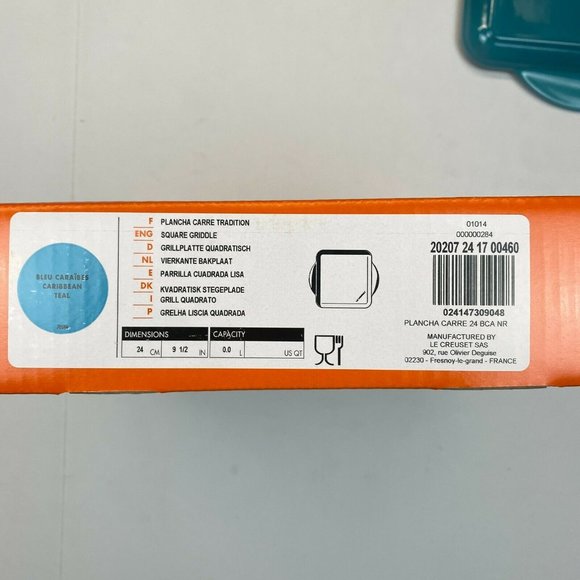 BLEU CARAÏBES
CARIBBEAN
TEAL
F PLANCHA CARRE TRADITION
ENG SQUARE GRIDDLE
D GRILLPLATTE QUADRATISCH
NL VIERKANTE BAKPLAAT
E PARRILLA CUADRADA LISA
DK KVADRATISK STEGEPLADE
I GRILL QUADRATO
P GRELHA LISCIA QUADRADA
DIMENSIONS CAPACITY
24 CM 9 1/2 IN 0.0 L US QT
01014
000000284
20207 24 17 00460
024147309048
PLANCHA CARRE 24 BCA NR
MANUFACTURED BY
LE CREUSET SAS
902, rue Olivier Deguise
02230 - Fresnoy-le-grand - FRANCE